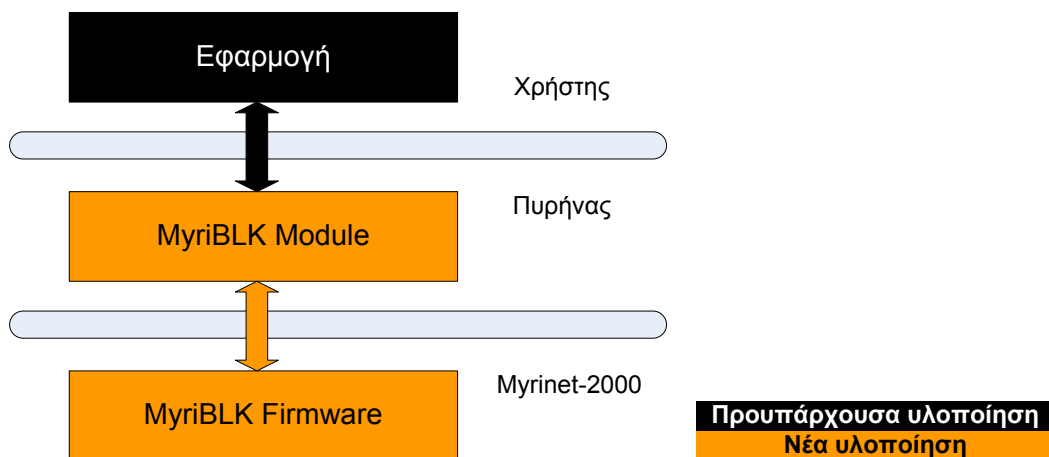 Εφαρμογή
Χρήστης
Πυρήνας
MyriBLK Module
Myrinet-2000
MyriBLK Firmware
Προυπάρχουσα υλοποίηση
Νέα υλοποίηση